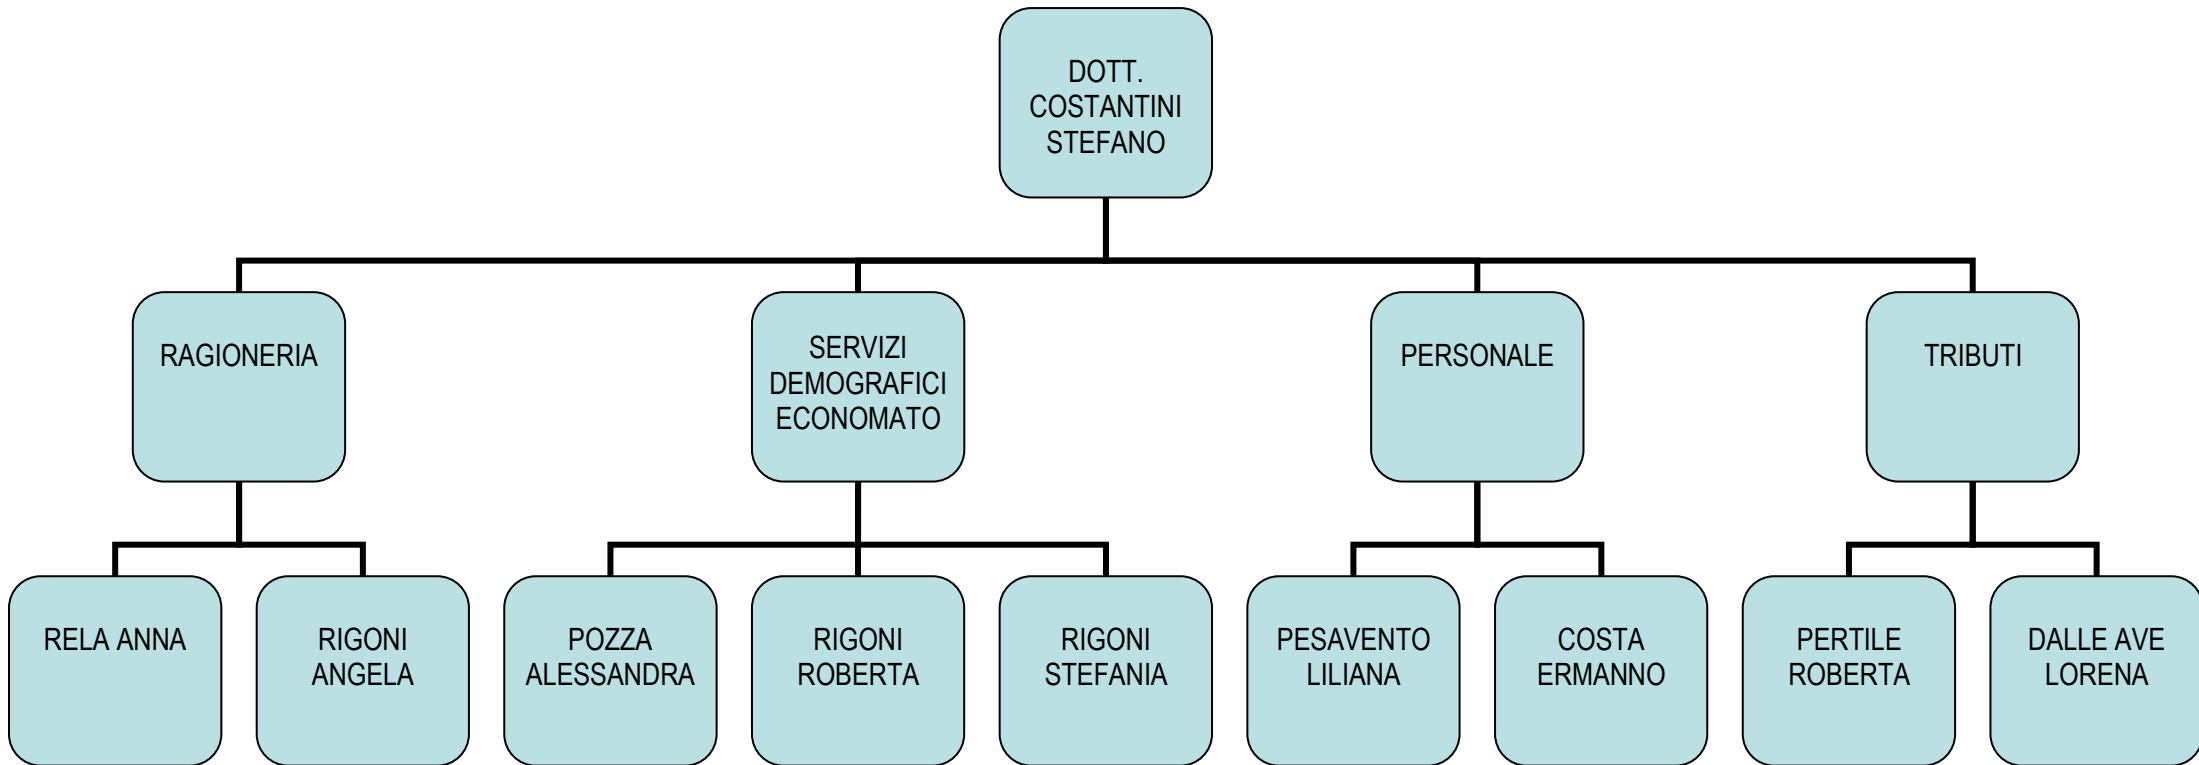 DOTT.
COSTANTINI
STEFANO
RAGIONERIA
SERVIZI
DEMOGRAFICI
ECONOMATO
PERSONALE
TRIBUTI
RELA ANNA
RIGONI
ANGELA
POZZA
ALESSANDRA
RIGONI
ROBERTA
RIGONI
STEFANIA
PESAVENTO
LILIANA
COSTA
ERMANNO
PERTILE
ROBERTA
DALLE AVE
LORENA